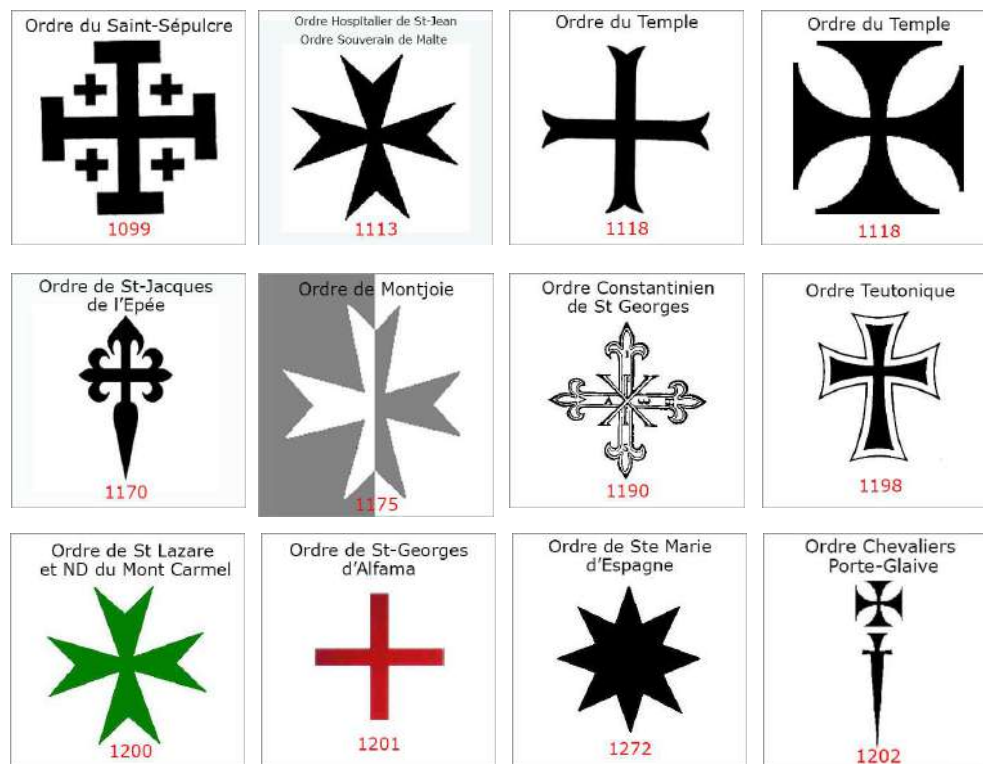 Ordre du Saint-Sépulcre
1099
Ordre Hospitalier de St-Jean
Ordre Souverain de Malte
1113
Ordre du Temple
1118
Ordre du Temple
1118
Ordre de St-Jacques
de l'Epée
1170
Ordre de Montjoie
1175
Ordre Constantinien
de St Georges
1190
Ordre Teutonique
1198
Ordre de St Lazare
et ND du Mont Carmel
1200
Ordre de St-Georges
d'Alfama
1201
Ordre de Ste Marie
d'Espagne
1272
Ordre Chevaliers
Porte-Glaive
1202